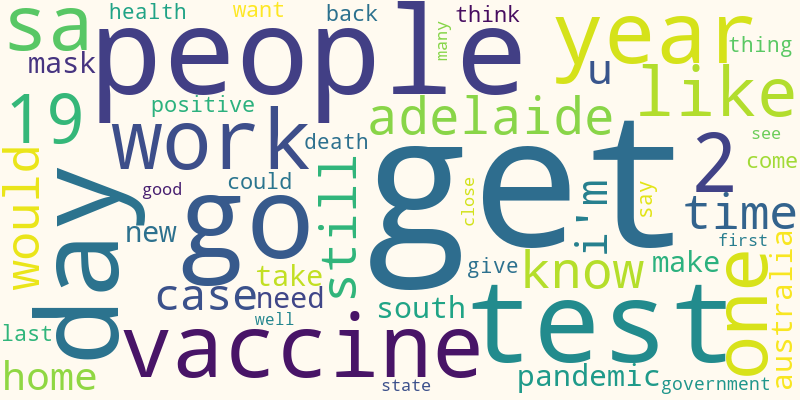 health
want
back
think
sa
people
year
many
thing
mask
u
like
19
positive
adelaide
work
death
get
2
see
would
come
day
good
could
go
still
close
i'm
say
time
new
first
give
know
make
take
case
need
one
australia
south
test
well
vaccine
last
home
state
pandemic
government